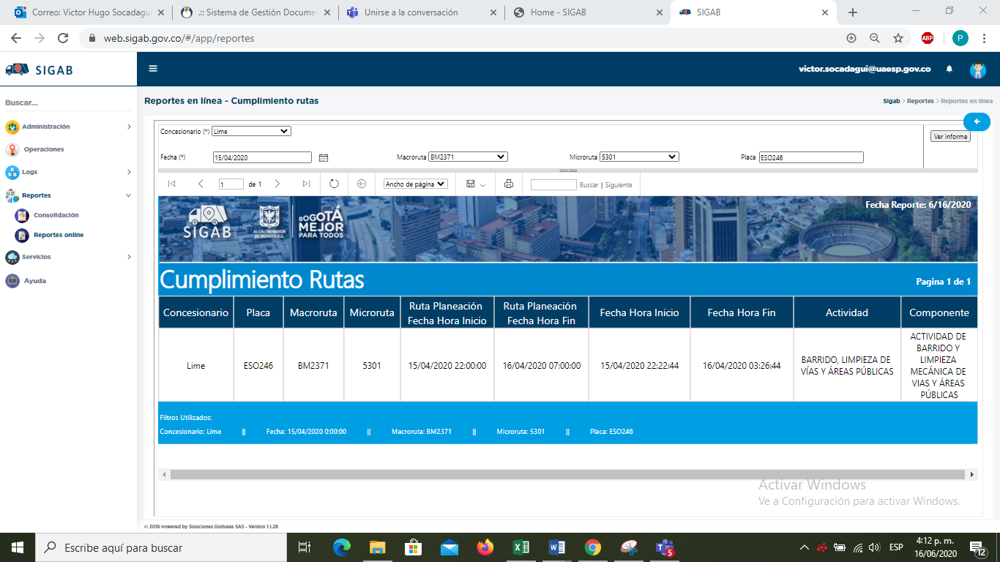 Correo: Victor Hugo Socadagu
.:: Sistema de Gestión Docume
Unirse a la conversación
Home - SIGAB
SIGAB
web.sigab.gov.co/#/app/reportes
ABP
P
SIGAB
victor.socadagui@uaesp.gov.co
Buscar...
Administración
Operaciones
Logs
Reportes
Consolidación
Reportes online
Servicios
Ayuda
Reportes en línea - Cumplimiento rutas
Sigab > Reportes > Reportes en línea
Concesionario (*) Lime
Ver informe
Fecha (*) 15/04/2020 Macroruta BM2371 Microruta 5301 Placa ESO246
1 de 1 Ancho de página Buscar | Siguiente
Fecha Reporte: 6/16/2020
SIGAB
ALCALDÍA MAYOR
DE BOGOTÁ D.C.
BOGOTÁ
MEJOR
PARA TODOS
Cumplimiento Rutas
Pagina 1 de 1
Concesionario Placa Macroruta Microruta Ruta Planeación Fecha Hora Inicio Ruta Planeación Fecha Hora Fin Fecha Hora Inicio Fecha Hora Fin Actividad Componente
Lime ESO246 BM2371 5301 15/04/2020 22:00:00 16/04/2020 07:00:00 15/04/2020 22:22:44 16/04/2020 03:26:44
BARRIDO, LIMPIEZA DE
VÍAS Y ÁREAS PÚBLICAS
ACTIVIDAD DE
BARRIDO Y
LIMPIEZA
MECÁNICA DE
VIAS Y ÁREAS
PÚBLICAS
Filtros Utilizados:
Concesionario: Lime || Fecha: 15/04/2020 0:00:00 || Macroruta: BM2371 || Microruta: 5301 || Placa: ESO246
Activar Windows
Ve a Configuración para activar Windows.
© 2019 Powered by Soluciones Globales SAS - Version 1.1.28
Escribe aquí para buscar
5
ESP
4:12 p. m.
16/06/2020
12